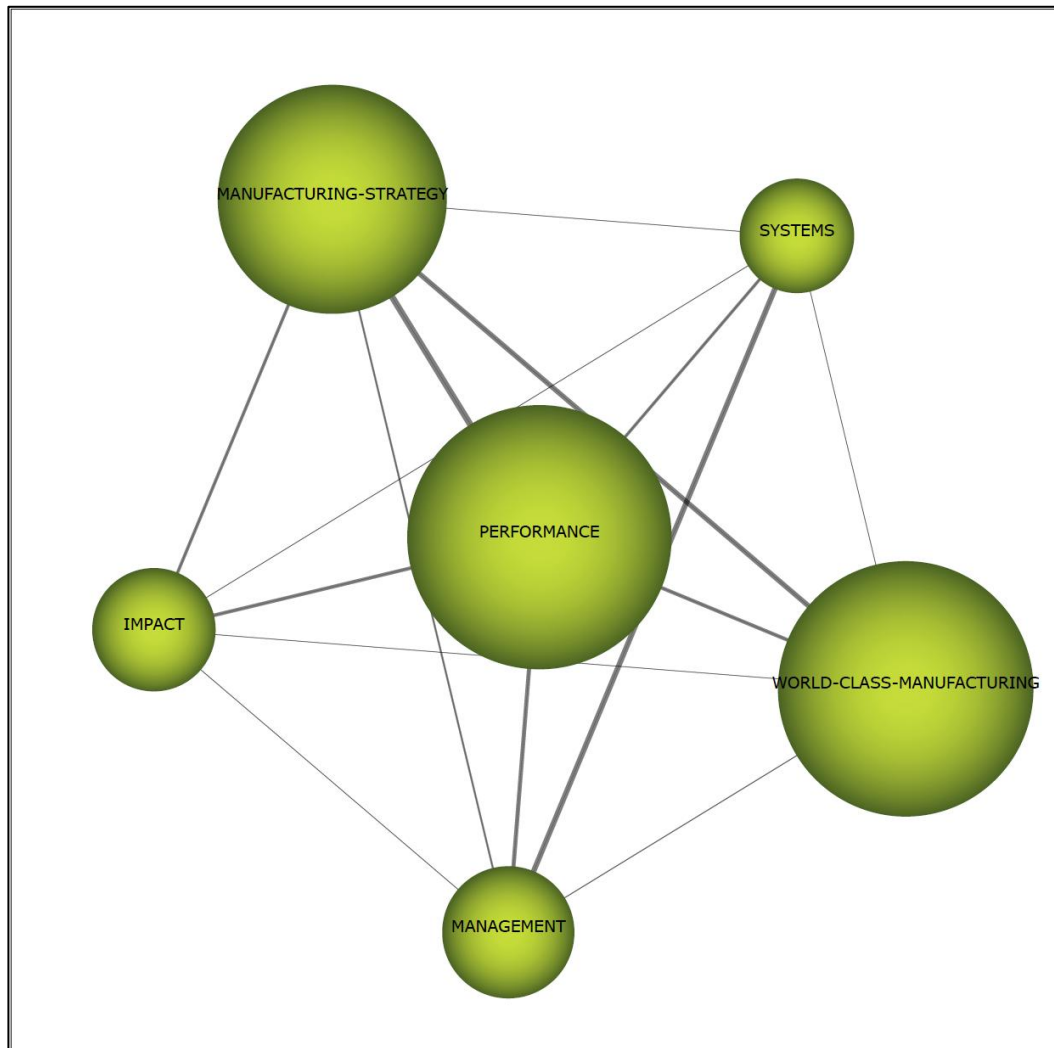 MANUFACTURING-STRATEGY
SYSTEMS
PERFORMANCE
IMPACT
WORLD-CLASS-MANUFACTURING
MANAGEMENT